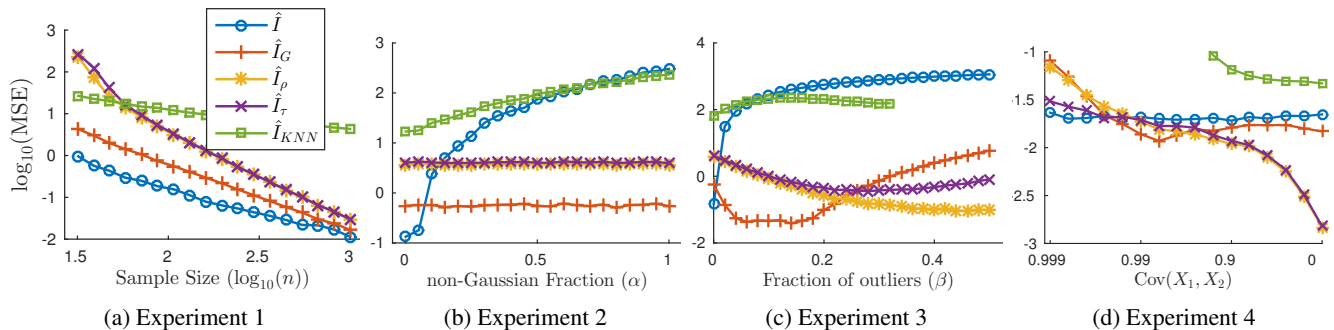 log₁₀(MSE)
3
2
1
0
-1
-2
1.5
2
2.5
3
Sample Size (log₁₀(n))
Î
Î_G
Î_ρ
Î_τ
Î_KNN
(a) Experiment 1
3
2
1
0
-1
0
0.5
1
non-Gaussian Fraction (α)
(b) Experiment 2
4
2
0
-2
0
0.2
0.4
Fraction of outliers (β)
(c) Experiment 3
-1
-1.5
-2
-2.5
-3
0.999
0.99
0.9
0
Cov(X₁, X₂)
(d) Experiment 4